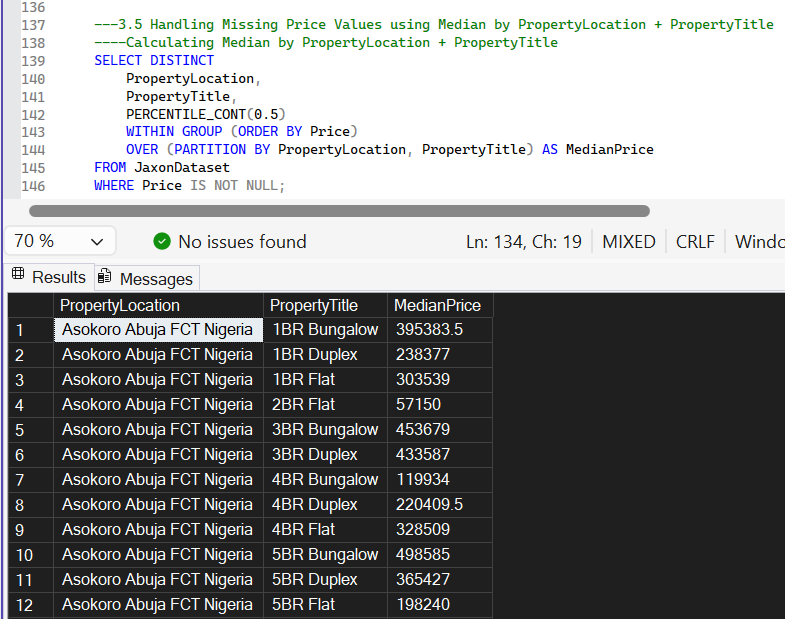 136
137 ---3.5 Handling Missing Price Values using Median by PropertyLocation + PropertyTitle
138 ----Calculating Median by PropertyLocation + PropertyTitle
139 SELECT DISTINCT
140 PropertyLocation,
141 PropertyTitle,
142 PERCENTILE_CONT(0.5)
143 WITHIN GROUP (ORDER BY Price)
144 OVER (PARTITION BY PropertyLocation, PropertyTitle) AS MedianPrice
145 FROM JaxonDataset
146 WHERE Price IS NOT NULL;
70 % No issues found Ln: 134, Ch: 19 MIXED CRLF Windo
Results Messages
PropertyLocation PropertyTitle MedianPrice
1 Asokoro Abuja FCT Nigeria 1BR Bungalow 395383.5
2 Asokoro Abuja FCT Nigeria 1BR Duplex 238377
3 Asokoro Abuja FCT Nigeria 1BR Flat 303539
4 Asokoro Abuja FCT Nigeria 2BR Flat 57150
5 Asokoro Abuja FCT Nigeria 3BR Bungalow 453679
6 Asokoro Abuja FCT Nigeria 3BR Duplex 433587
7 Asokoro Abuja FCT Nigeria 4BR Bungalow 119934
8 Asokoro Abuja FCT Nigeria 4BR Duplex 220409.5
9 Asokoro Abuja FCT Nigeria 4BR Flat 328509
10 Asokoro Abuja FCT Nigeria 5BR Bungalow 498585
11 Asokoro Abuja FCT Nigeria 5BR Duplex 365427
12 Asokoro Abuja FCT Nigeria 5BR Flat 198240